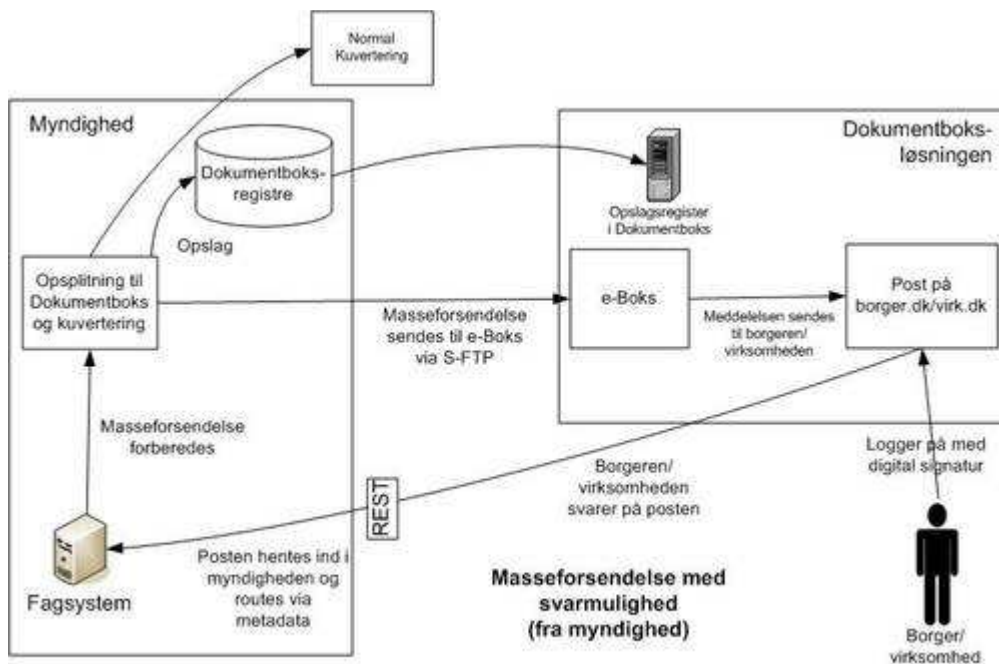 Normal
Kuvertering
Myndighed
Dokumentboks-
registre
Opslag
Opsplitning til
Dokumentboks
og kuvertering
Masseforsendelse
sendes til e-Boks
via S-FTP
Dokumentboks-
løsningen
Opslagsregister
i Dokumentboks
e-Boks
Meddelelsen sendes
til borgeren/
virksomheden
Post på
borger.dk/virk.dk
Masseforsendelse
forberedes
Logger på med
digital signatur
Borgeren/
virksomheden
svarer på posten
REST
Fagsystem
Posten hentes ind i
myndigheden og
routes via
metadata
Masseforsendelse med
svarmulighed
(fra myndighed)
Borger/
virksomhed